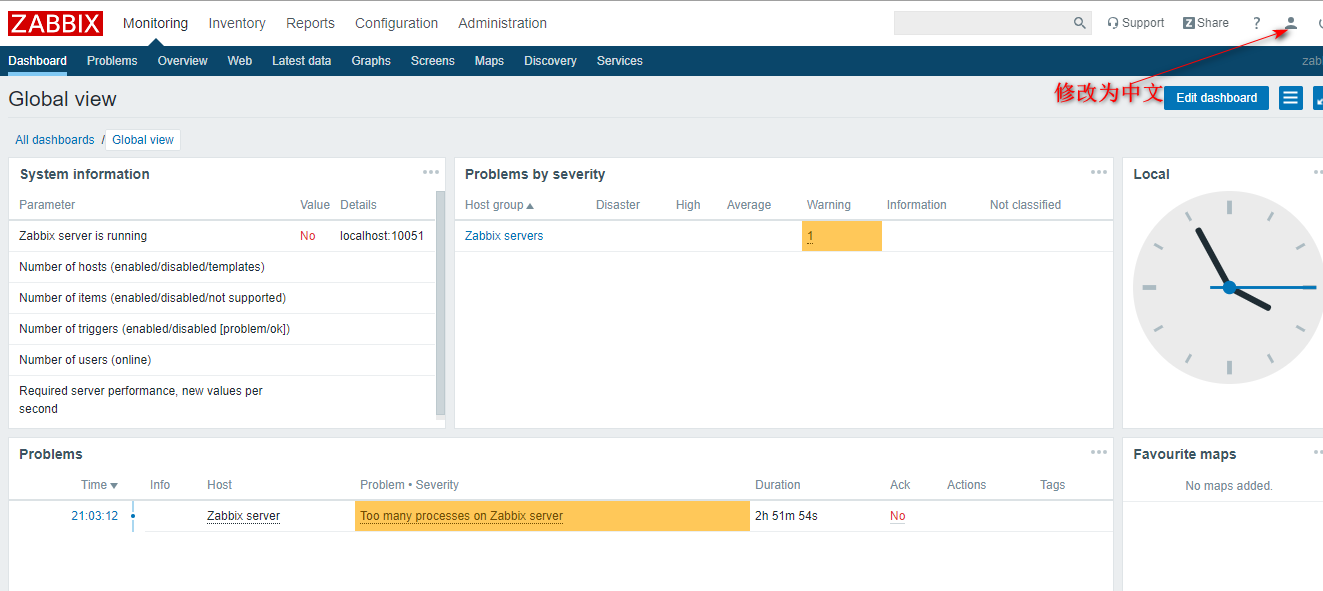 ZABBIX Monitoring Inventory Reports Configuration Administration Support Z Share ?
Dashboard Problems Overview Web Latest data Graphs Screens Maps Discovery Services
修改为中文
Global view Edit dashboard
All dashboards / Global view
System information
Parameter Value Details
Zabbix server is running No localhost:10051
Number of hosts (enabled/disabled/templates)
Number of items (enabled/disabled/not supported)
Number of triggers (enabled/disabled [problem/ok])
Number of users (online)
Required server performance, new values per
second
Problems by severity
Host group Disaster High Average Warning Information Not classified
Zabbix servers 1
Local
Problems
Time Info Host Problem • Severity Duration Ack Actions Tags
21:03:12 Zabbix server Too many processes on Zabbix server 2h 51m 54s No
Favourite maps
No maps added.